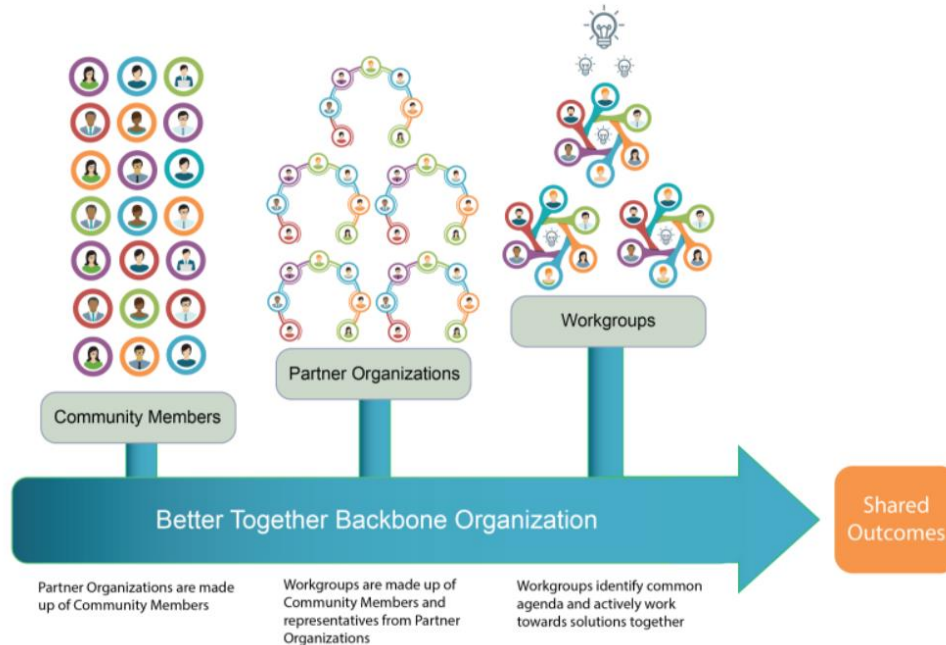 Workgroups
Partner Organizations
Community Members
Better Together Backbone Organization
Shared
Outcomes
Partner Organizations are made
up of Community Members
Workgroups are made up of
Community Members and
representatives from Partner
Organizations
Workgroups identify common
agenda and actively work
towards solutions together